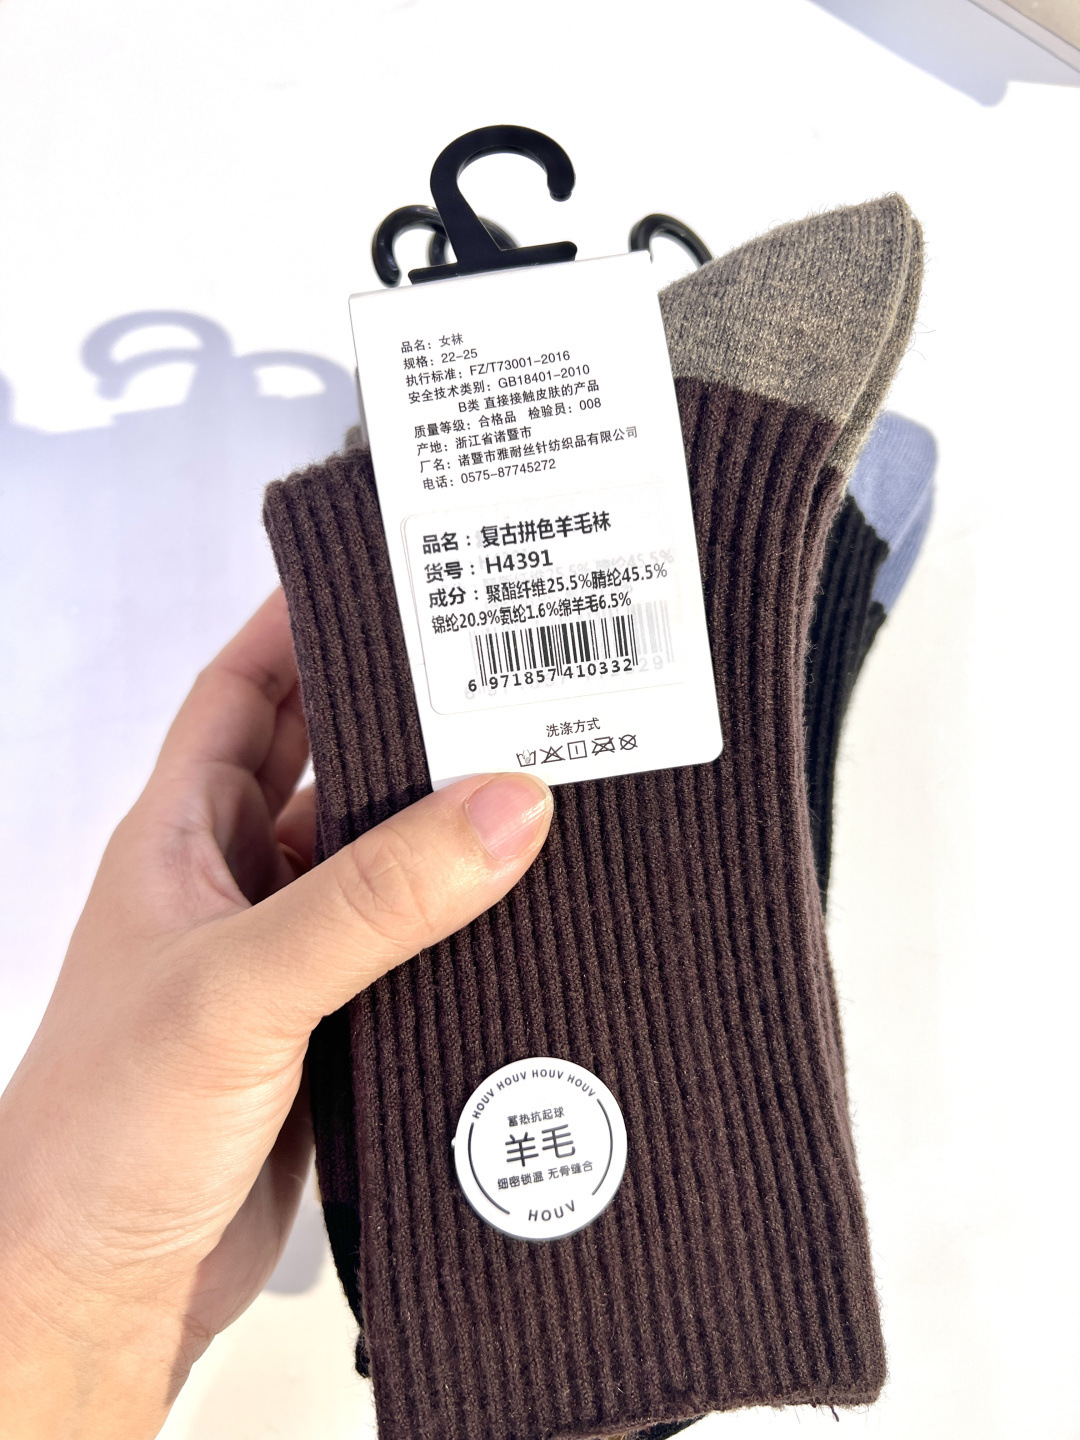 品名：女袜
规格：22-25
执行标准：FZ/T73001-2016
安全技术类别：GB18401-2010
B类 直接接触皮肤的产品
质量等级：合格品 检验员：008
产地：浙江省诸暨市
厂名：诸暨市雅耐丝针纺织品有限公司
电话：0575-87745272
品名：复古拼色羊毛袜
货号：H4391
成分：聚酯纤维25.5%腈纶45.5%
锦纶20.9%氨纶1.6%绵羊毛6.5%
6 971857 410332
洗涤方式
HOUV HOUV HOUV HOUV
蓄热抗起球
羊毛
细密锁温 无骨缝合
HOUV